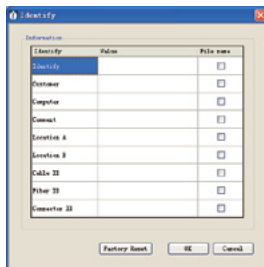 Identify
Information
Identify Value File name
Identify
Customer
Computer
Comment
Location A
Location B
Cable ID
Fiber ID
Connector ID
Factory Reset OK Cancel